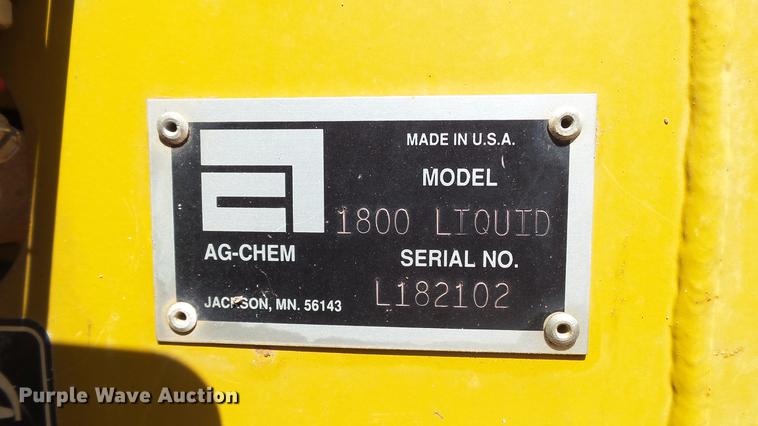 MADE IN U.S.A.
MODEL
1800 LIQUID
AG-CHEM
SERIAL NO.
L182102
JACKSON, MN. 56143
Purple Wave Auction